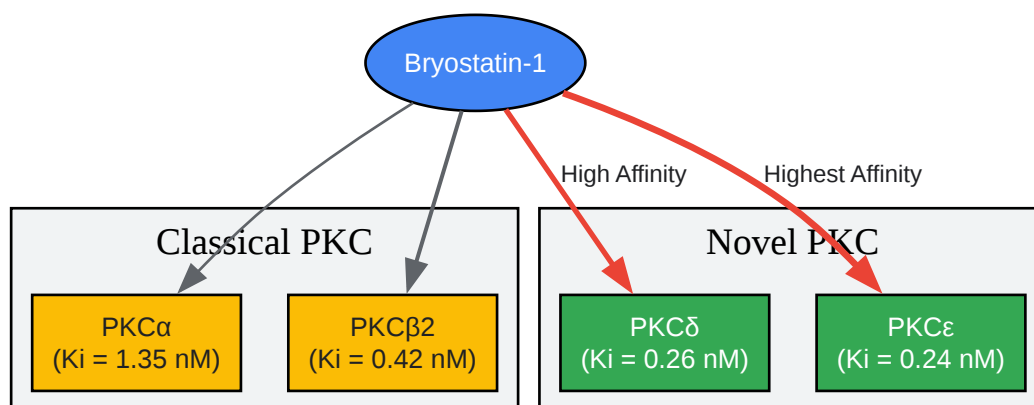 Bryostatin-1
High Affinity
Highest Affinity
Classical PKC
Novel PKC
PKCα
(Ki = 1.35 nM)
PKCβ2
(Ki = 0.42 nM)
PKCδ
(Ki = 0.26 nM)
PKCε
(Ki = 0.24 nM)